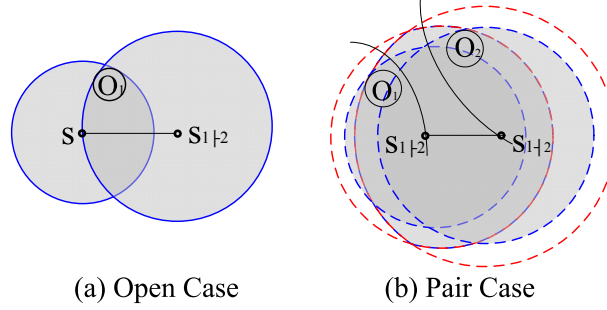 O1
S
S1⊦2
(a) Open Case
O2
O1
S1⊦2
S1⊣2
(b) Pair Case